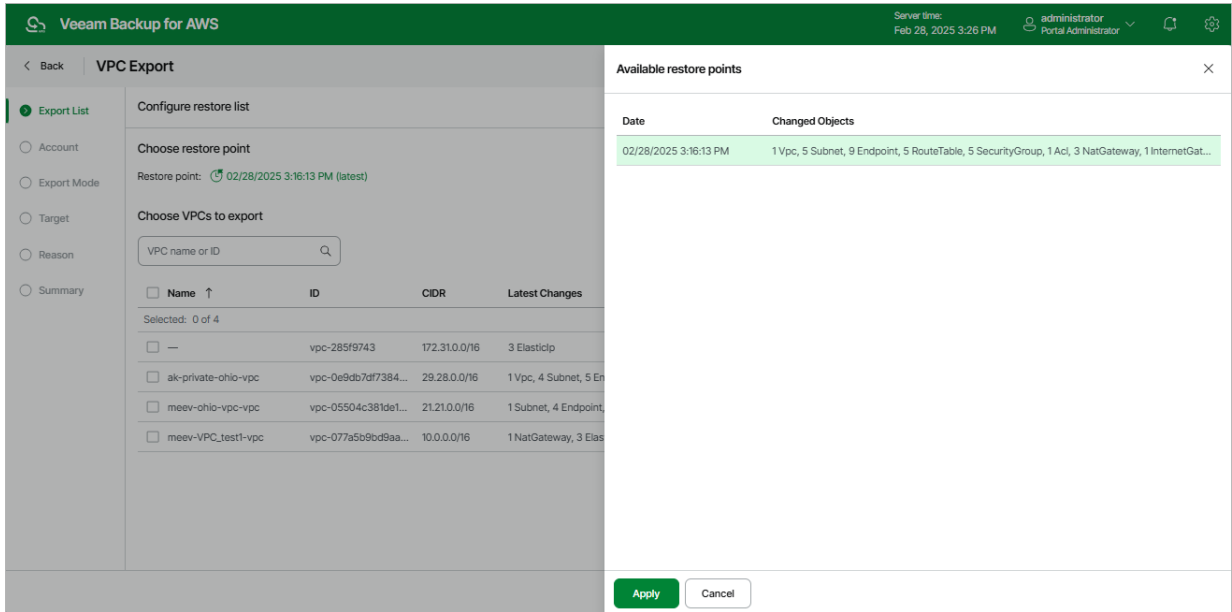 Veeam Backup for AWS
Server time:
Feb 28, 2025 3:26 PM
administrator
Portal Administrator
Back
VPC Export
Export List
Account
Export Mode
Target
Reason
Summary
Configure restore list
Choose restore point
Restore point: 02/28/2025 3:16:13 PM (latest)
Choose VPCs to export
VPC name or ID
Name ↑ ID CIDR Latest Changes
Selected: 0 of 4
— vpc-285f9743 172.31.0.0/16 3 ElasticIp
ak-private-ohio-vpc vpc-0e9db7df7384... 29.28.0.0/16 1 Vpc, 4 Subnet, 5 En
meev-ohio-vpc-vpc vpc-05504c381de1... 21.21.0.0/16 1 Subnet, 4 Endpoint,
meev-VPC_test1-vpc vpc-077a5b9bd9aa... 10.0.0.0/16 1 NatGateway, 3 Elas
Available restore points
Date Changed Objects
02/28/2025 3:16:13 PM 1 Vpc, 5 Subnet, 9 Endpoint, 5 RouteTable, 5 SecurityGroup, 1 Acl, 3 NatGateway, 1 InternetGat...
Apply
Cancel